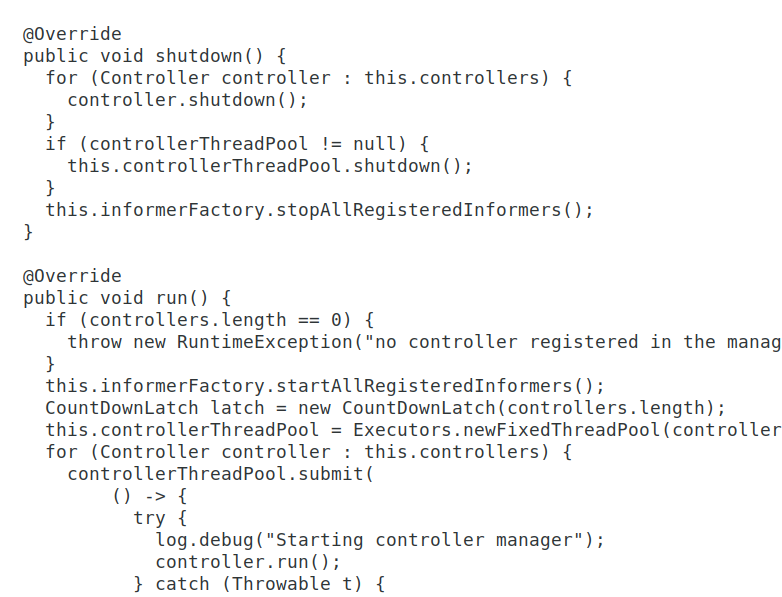 @Override
public void shutdown() {
  for (Controller controller : this.controllers) {
    controller.shutdown();
  }
  if (controllerThreadPool != null) {
    this.controllerThreadPool.shutdown();
  }
  this.informerFactory.stopAllRegisteredInformers();
}

@Override
public void run() {
  if (controllers.length == 0) {
    throw new RuntimeException("no controller registered in the manag
  }
  this.informerFactory.startAllRegisteredInformers();
  CountDownLatch latch = new CountDownLatch(controllers.length);
  this.controllerThreadPool = Executors.newFixedThreadPool(controller
  for (Controller controller : this.controllers) {
    controllerThreadPool.submit(
        () -> {
          try {
            log.debug("Starting controller manager");
            controller.run();
          } catch (Throwable t) {